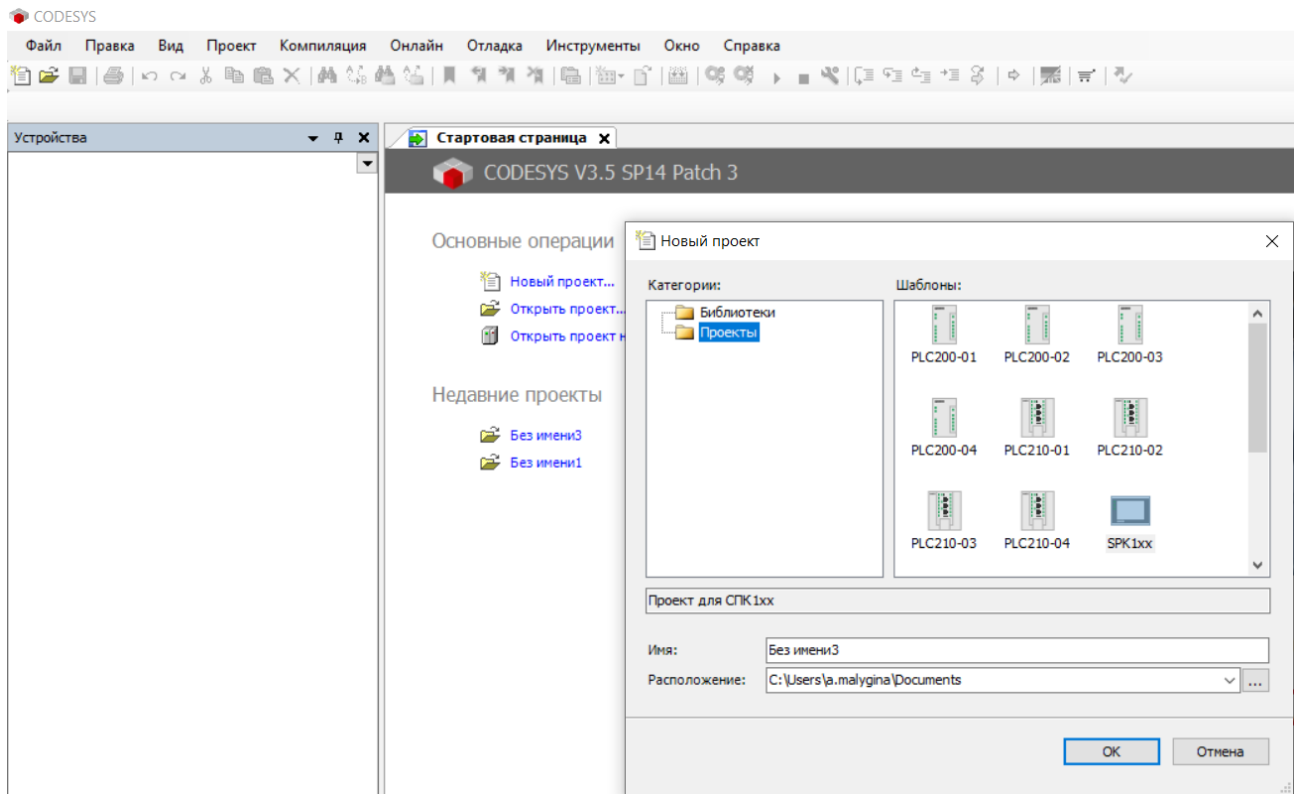 CODESYS
Файл Правка Вид Проект Компиляция Онлайн Отладка Инструменты Окно Справка
Устройства
Стартовая страница
CODESYS V3.5 SP14 Patch 3
Основные операции
Новый проект...
Открыть проект...
Открыть проект н
Недавние проекты
Без имени3
Без имени1
Новый проект
Категории:
Библиотеки
Проекты
Шаблоны:
PLC200-01 PLC200-02 PLC200-03
PLC200-04 PLC210-01 PLC210-02
PLC210-03 PLC210-04 SPK1xx
Проект для СПК1xx
Имя: Без имени3
Расположение: C:\Users\a.malygina\Documents ...
ОК Отмена